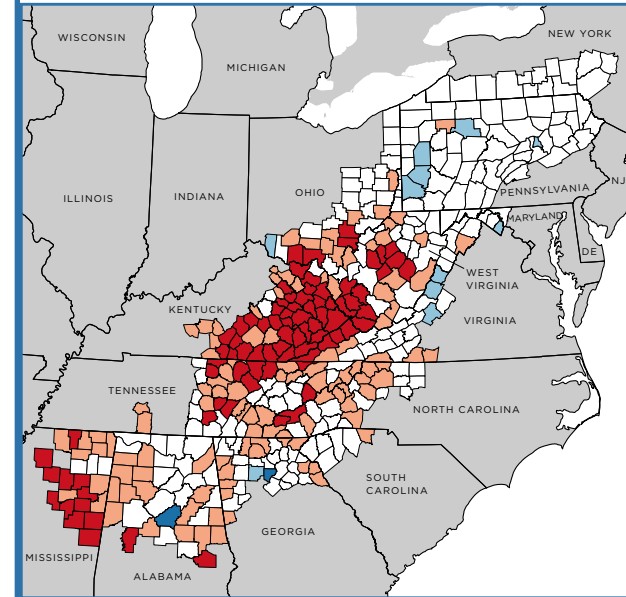 WISCONSIN
NEW YORK
MICHIGAN
ILLINOIS
INDIANA
OHIO
PENNSYLVANIA
NJ
MARYLAND
DE
WEST
VIRGINIA
KENTUCKY
VIRGINIA
TENNESSEE
NORTH CAROLINA
SOUTH
CAROLINA
GEORGIA
MISSISSIPPI
ALABAMA